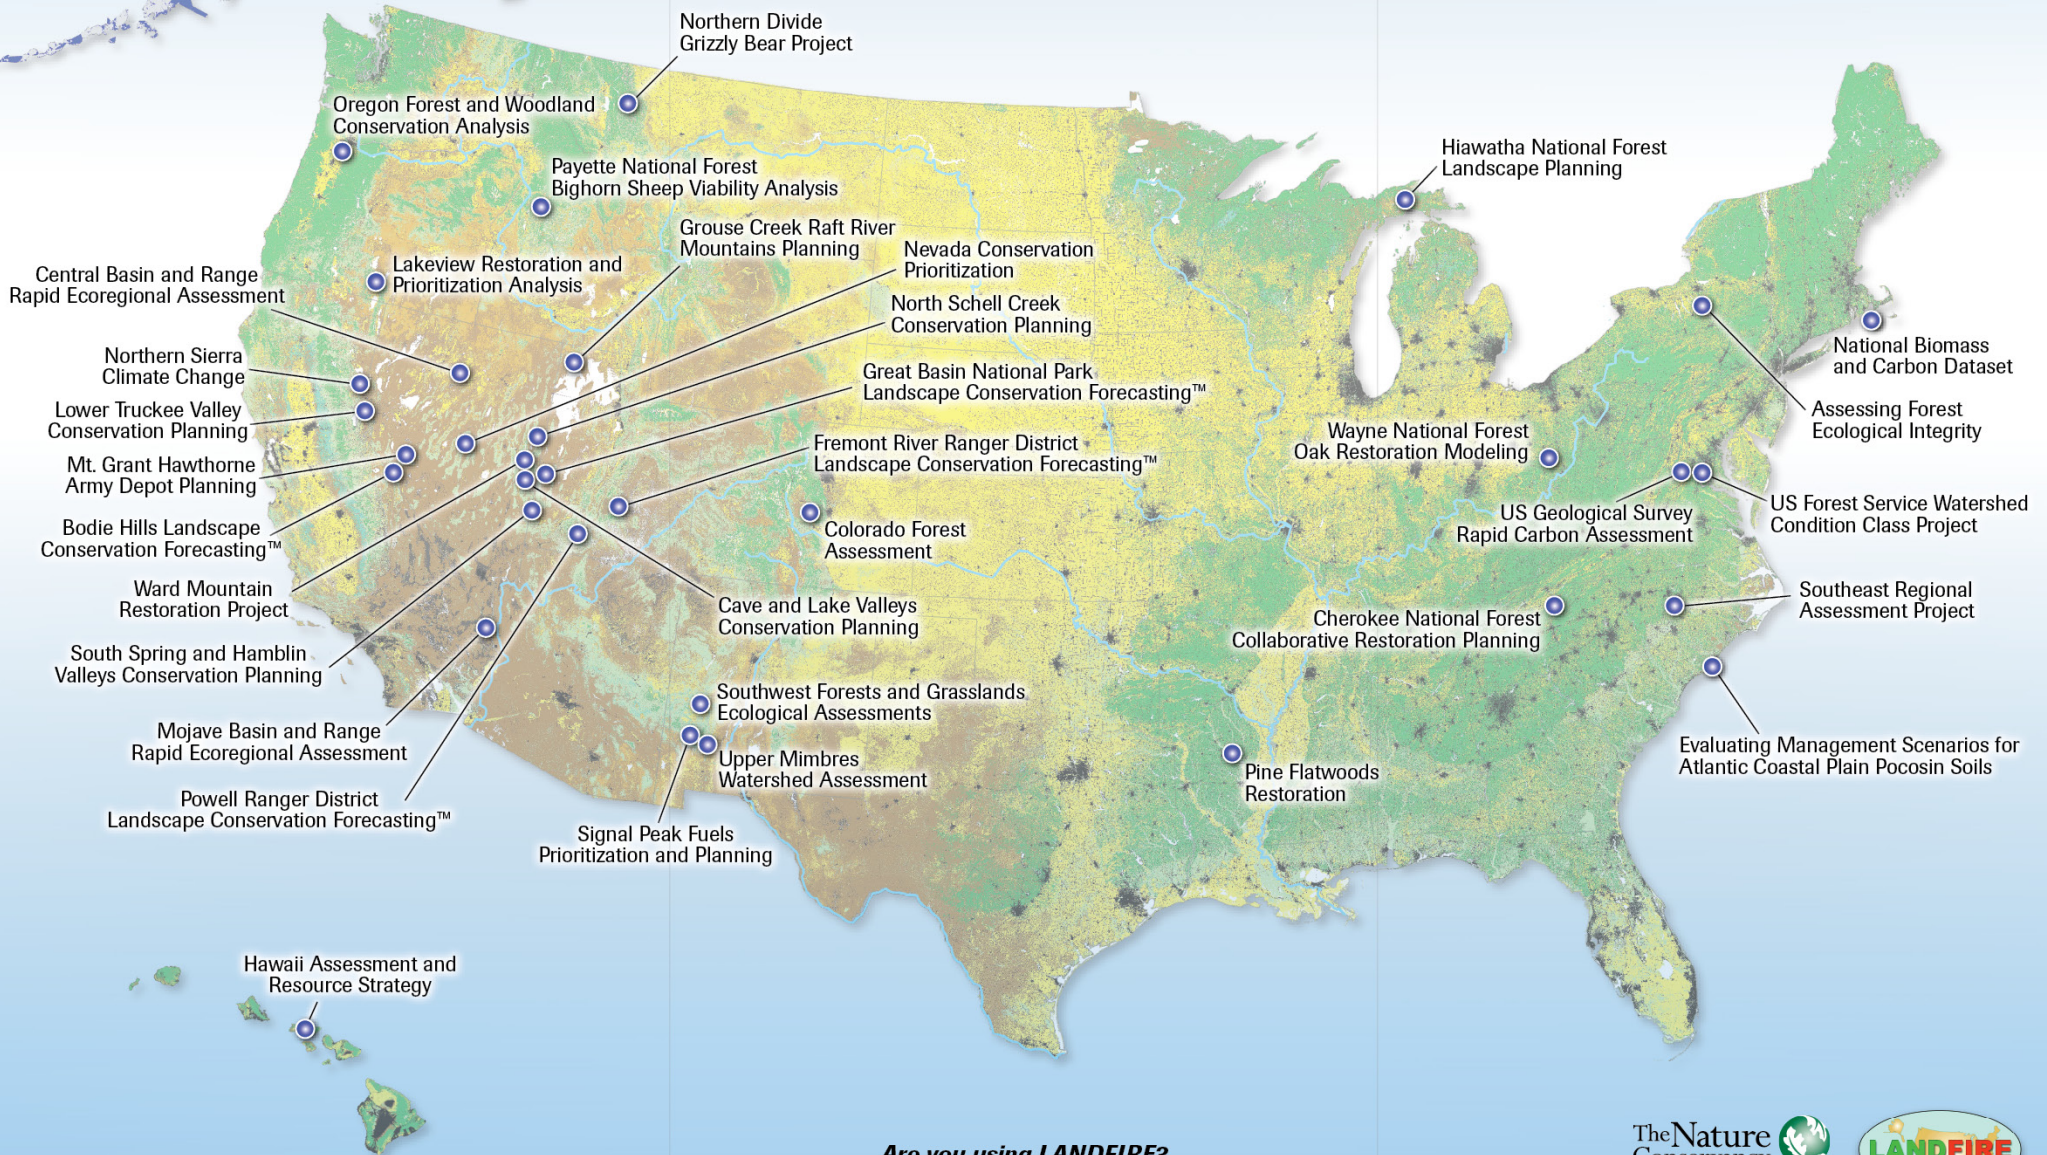 Northern Divide
Grizzly Bear Project
Oregon Forest and Woodland
Conservation Analysis
Payette National Forest
Bighorn Sheep Viability Analysis
Hiawatha National Forest
Landscape Planning
Grouse Creek Raft River
Mountains Planning
Nevada Conservation
Prioritization
Lakeview Restoration and
Prioritization Analysis
Central Basin and Range
Rapid Ecoregional Assessment
North Schell Creek
Conservation Planning
Northern Sierra
Climate Change
National Biomass
and Carbon Dataset
Great Basin National Park
Landscape Conservation Forecasting™
Lower Truckee Valley
Conservation Planning
Assessing Forest
Ecological Integrity
Wayne National Forest
Oak Restoration Modeling
Fremont River Ranger District
Landscape Conservation Forecasting™
Mt. Grant Hawthorne
Army Depot Planning
US Forest Service Watershed
Condition Class Project
US Geological Survey
Rapid Carbon Assessment
Bodie Hills Landscape
Conservation Forecasting™
Colorado Forest
Assessment
Ward Mountain
Restoration Project
Southeast Regional
Assessment Project
Cave and Lake Valleys
Conservation Planning
Cherokee National Forest
Collaborative Restoration Planning
South Spring and Hamblin
Valleys Conservation Planning
Southwest Forests and Grasslands
Ecological Assessments
Mojave Basin and Range
Rapid Ecoregional Assessment
Evaluating Management Scenarios for
Atlantic Coastal Plain Pocosin Soils
Upper Mimbres
Watershed Assessment
Pine Flatwoods
Restoration
Powell Ranger District
Landscape Conservation Forecasting™
Signal Peak Fuels
Prioritization and Planning
Hawaii Assessment and
Resource Strategy
Are you using LANDFIRE?
The Nature
Conservancy
LANDFIRE